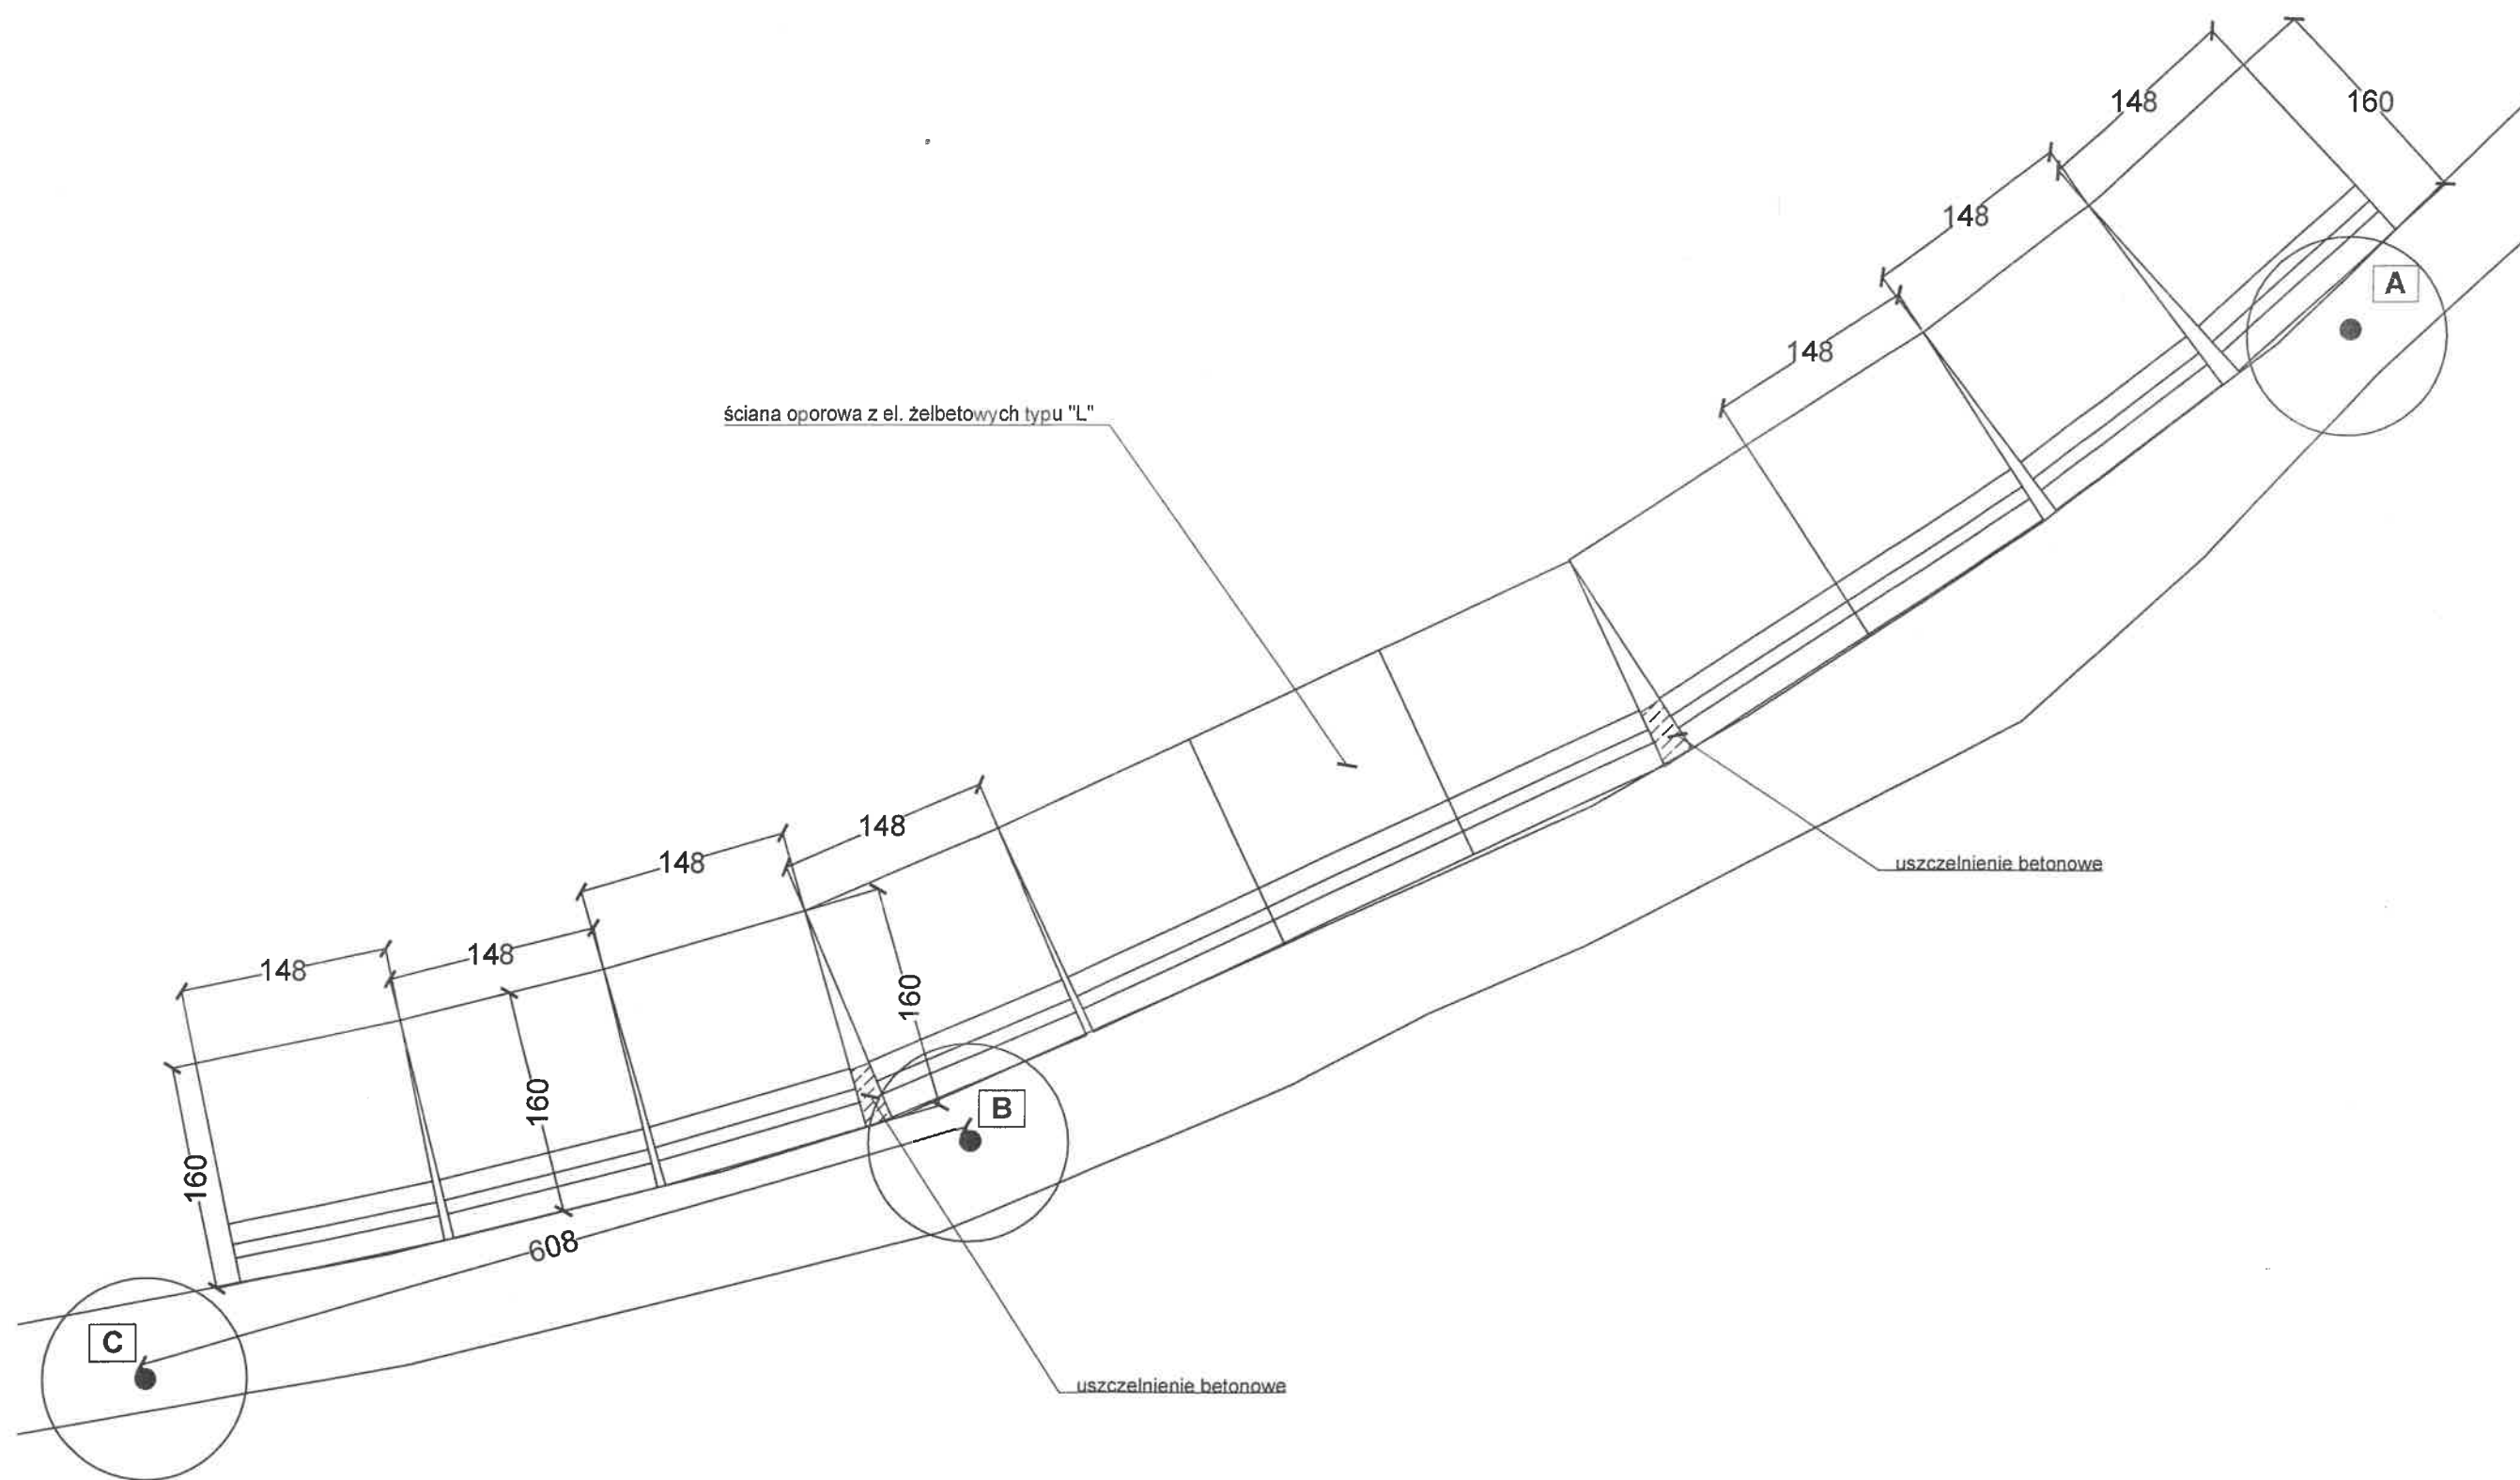 148
160
148
A
148
ściana oporowa z el. żelbetowych typu "L"
148
148
uszczelnienie betonowe
148
148
160
160
B
160
608
C
uszczelnienie betonowe